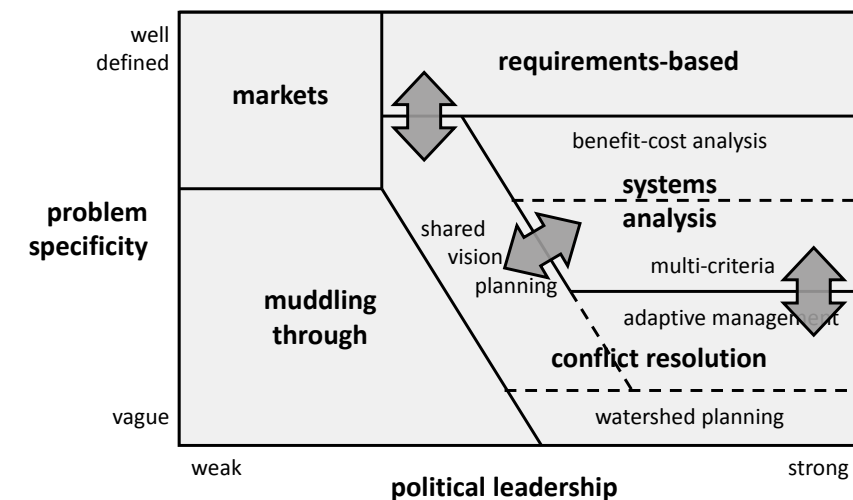 well
defined
requirements-based
markets
benefit-cost analysis
systems
analysis
problem
specificity
shared
vision
planning
multi-criteria
muddling
through
adaptive management
conflict resolution
vague
watershed planning
weak
strong
political leadership